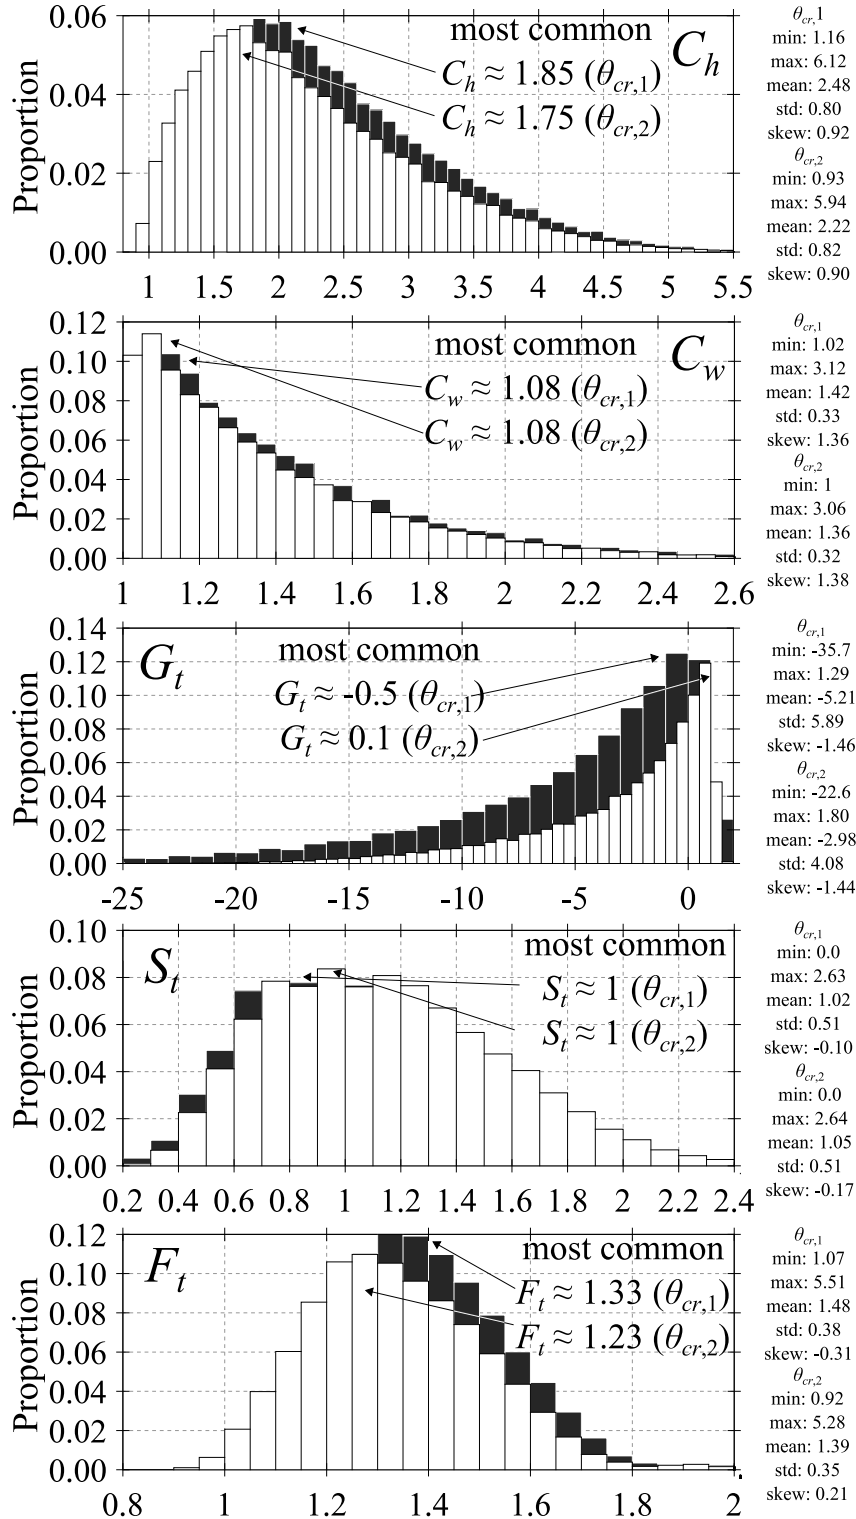 0.06
0.04
0.02
0.00
Proportion
most common
C_h ≈ 1.85 (θ_cr,1)
C_h ≈ 1.75 (θ_cr,2)
C_h
1 1.5 2 2.5 3 3.5 4 4.5 5 5.5
θ_cr,1
min: 1.16
max: 6.12
mean: 2.48
std: 0.80
skew: 0.92
θ_cr,2
min: 0.93
max: 5.94
mean: 2.22
std: 0.82
skew: 0.90
0.12
0.10
0.08
0.06
0.04
0.02
0.00
Proportion
most common
C_w ≈ 1.08 (θ_cr,1)
C_w ≈ 1.08 (θ_cr,2)
C_w
1 1.2 1.4 1.6 1.8 2 2.2 2.4 2.6
θ_cr,1
min: 1.02
max: 3.12
mean: 1.42
std: 0.33
skew: 1.36
θ_cr,2
min: 1
max: 3.06
mean: 1.36
std: 0.32
skew: 1.38
0.14
0.12
0.10
0.08
0.06
0.04
0.02
0.00
Proportion
G_t
most common
G_t ≈ -0.5 (θ_cr,1)
G_t ≈ 0.1 (θ_cr,2)
-25 -20 -15 -10 -5 0
θ_cr,1
min: -35.7
max: 1.29
mean: -5.21
std: 5.89
skew: -1.46
θ_cr,2
min: -22.6
max: 1.80
mean: -2.98
std: 4.08
skew: -1.44
0.10
0.08
0.06
0.04
0.02
0.00
Proportion
S_t
most common
S_t ≈ 1 (θ_cr,1)
S_t ≈ 1 (θ_cr,2)
0.2 0.4 0.6 0.8 1 1.2 1.4 1.6 1.8 2 2.2 2.4
θ_cr,1
min: 0.0
max: 2.63
mean: 1.02
std: 0.51
skew: -0.10
θ_cr,2
min: 0.0
max: 2.64
mean: 1.05
std: 0.51
skew: -0.17
0.12
0.10
0.08
0.06
0.04
0.02
0.00
Proportion
F_t
most common
F_t ≈ 1.33 (θ_cr,1)
F_t ≈ 1.23 (θ_cr,2)
0.8 1 1.2 1.4 1.6 1.8 2
θ_cr,1
min: 1.07
max: 5.51
mean: 1.48
std: 0.38
skew: -0.31
θ_cr,2
min: 0.92
max: 5.28
mean: 1.39
std: 0.35
skew: 0.21